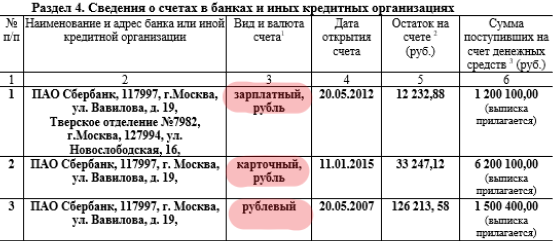 Раздел 4. Сведения о счетах в банках и иных кредитных организациях
№ п/п
Наименование и адрес банка или иной кредитной организации
Вид и валюта счета¹
Дата открытия счета
Остаток на счете ² (руб.)
Сумма поступивших на счет денежных средств ³ (руб.)
1 2 3 4 5 6
1
ПАО Сбербанк, 117997, г.Москва,
ул. Вавилова, д. 19,
Тверское отделение №7982,
г.Москва, 127994, ул.
Новослободская, 16,
зарплатный,
рубль
20.05.2012
12 232,88
1 200 100,00
(выписка
прилагается)
2
ПАО Сбербанк, 117997, г. Москва,
ул. Вавилова, д. 19,
карточный,
рубль
11.01.2015
33 247,12
6 200 100,00
(выписка
прилагается)
3
ПАО Сбербанк, 117997, г. Москва,
ул. Вавилова, д. 19,
рублевый
20.05.2007
126 213, 58
1 500 400,00
(выписка
прилагается)